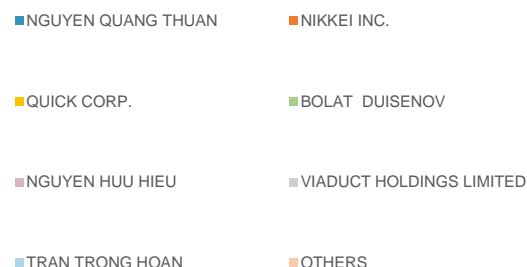 NGUYEN QUANG THUAN NIKKEI INC.
QUICK CORP. BOLAT DUISENOV
NGUYEN HUU HIEU VIADUCT HOLDINGS LIMITED
TRAN TRONG HOAN OTHERS